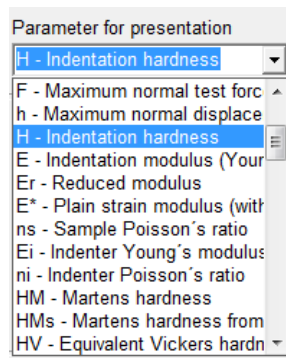 Parameter for presentation
H - Indentation hardness
F - Maximum normal test forc
h - Maximum normal displace
H - Indentation hardness
E - Indentation modulus (Your
Er - Reduced modulus
E* - Plain strain modulus (with
ns - Sample Poisson´s ratio
Ei - Indenter Young´s modulus
ni - Indenter Poisson´s ratio
HM - Martens hardness
HMs - Martens hardness from
HV - Equivalent Vickers hardn